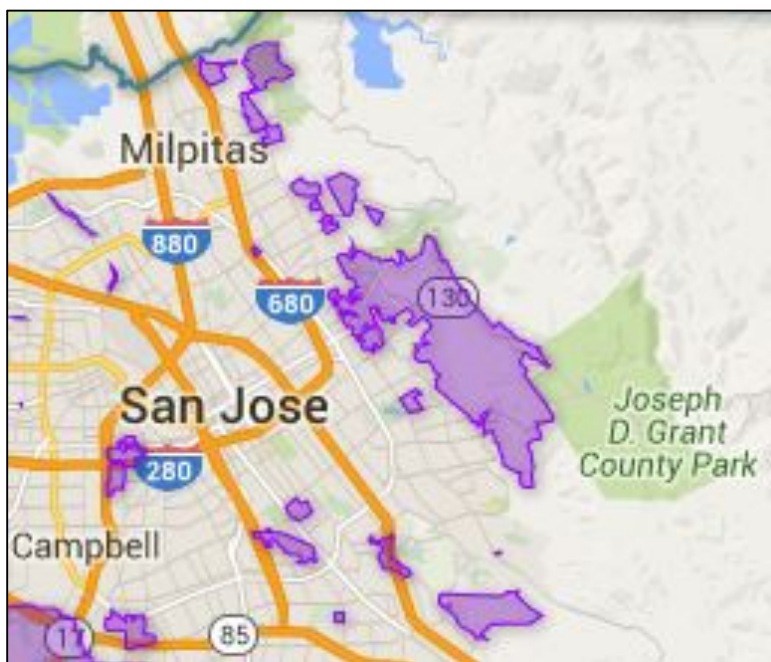 Milpitas
880
680
130
San Jose
Joseph
D. Grant
County Park
280
Campbell
17
85